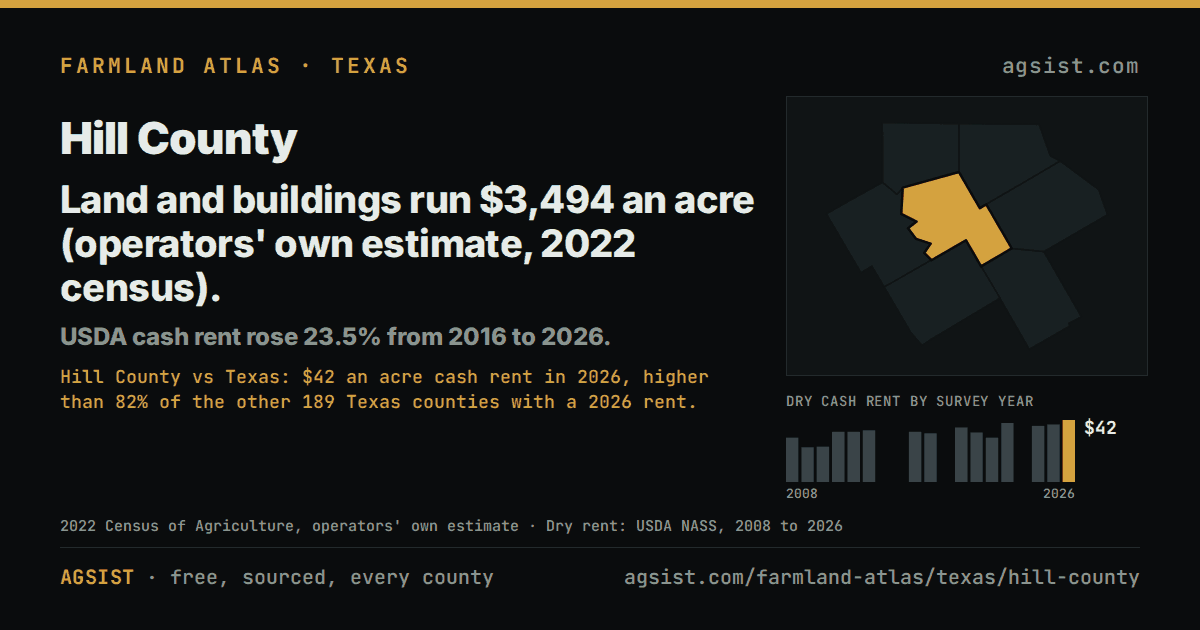 FARMLAND ATLAS · TEXAS
agsist.com
Hill County
Land and buildings run $3,494 an acre
(operators' own estimate, 2022
census).
USDA cash rent rose 23.5% from 2016 to 2026.
Hill County vs Texas: $42 an acre cash rent in 2026, higher
than 82% of the other 189 Texas counties with a 2026 rent.
DRY CASH RENT BY SURVEY YEAR
$42
2008
2026
2022 Census of Agriculture, operators' own estimate · Dry rent: USDA NASS, 2008 to 2026
AGSIST · free, sourced, every county
agsist.com/farmland-atlas/texas/hill-county